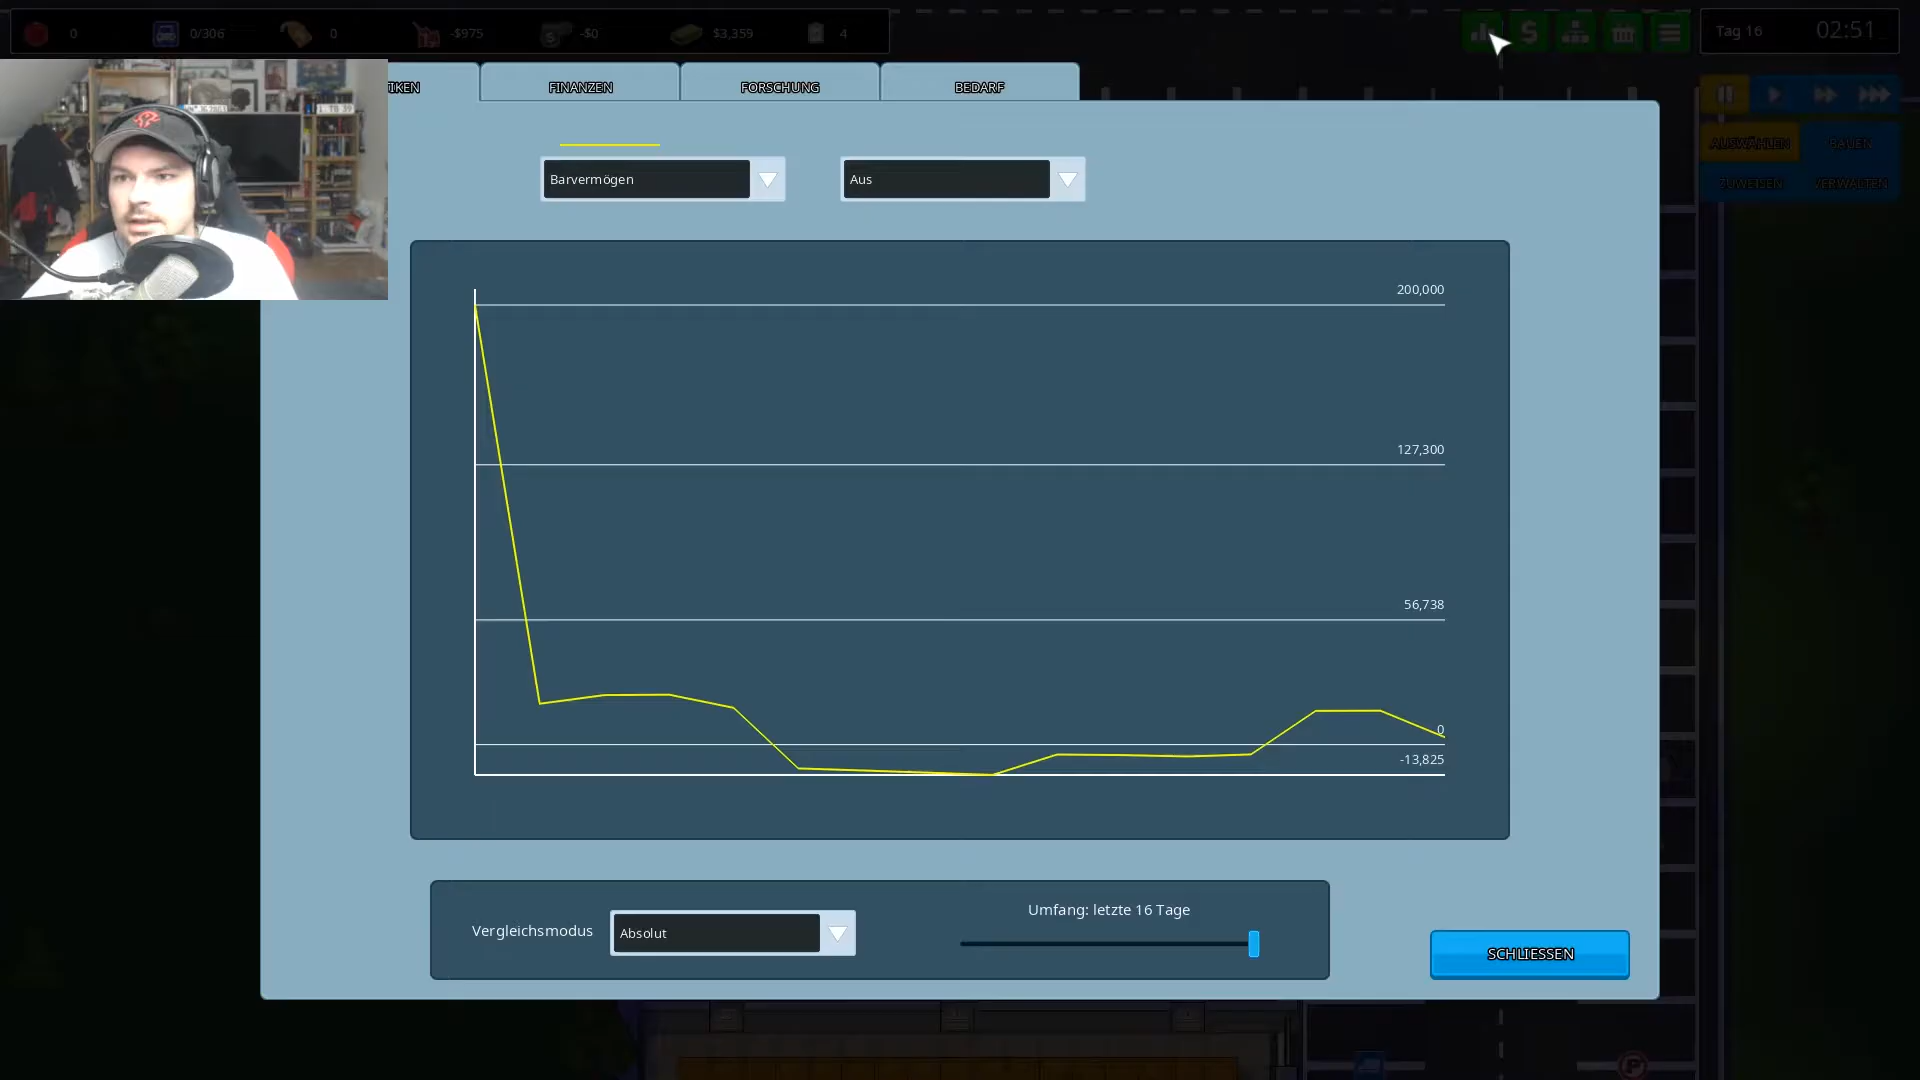 0 0/306 0 -$975 -$0 $3,359 4
Tag 16 02:51
IKEN FINANZEN FORSCHUNG BEDARF
AUSWÄHLEN BAUEN
ZUWEISEN VERWALTEN
Barvermögen Aus
200,000
127,300
56,738
0
-13,825
Umfang: letzte 16 Tage
Vergleichsmodus Absolut
SCHLIESSEN